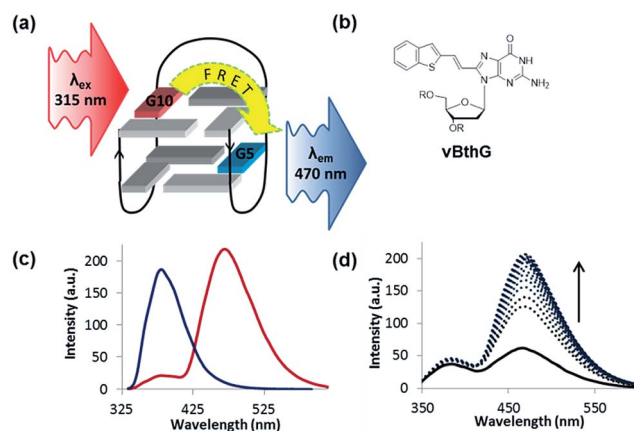 (a)
λex
315 nm
G10
FRET
G5
λem
470 nm
(b)
O
N
NH
S
N
N
NH2
RO
O
OR
vBthG
(c)
Intensity (a.u.)
200
150
100
50
0
325
425
525
Wavelength (nm)
(d)
Intensity (a.u.)
200
150
100
50
0
350
450
550
Wavelength (nm)